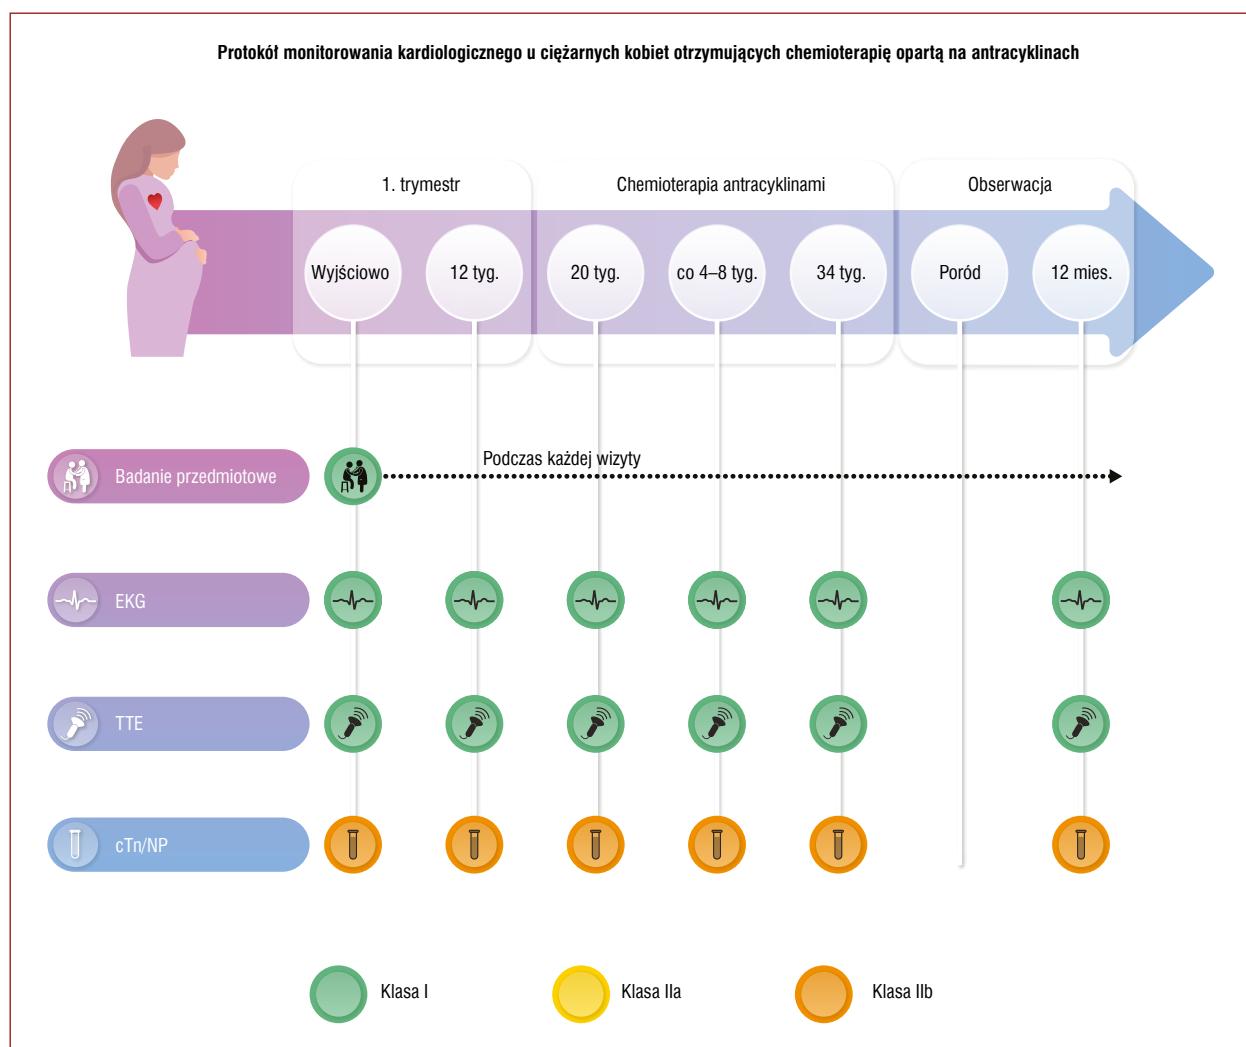 Protokół monitorowania kardiologicznego u ciężarnych kobiet otrzymujących chemioterapię opartą na antracyklinach
1. trymestr
Chemioterapia antracyklinami
Obserwacja
Wyjściowo
12 tyg.
20 tyg.
co 4–8 tyg.
34 tyg.
Poród
12 mies.
Badanie przedmiotowe
Podczas każdej wizyty
EKG
TTE
cTn/NP
Klasa I
Klasa IIa
Klasa IIb